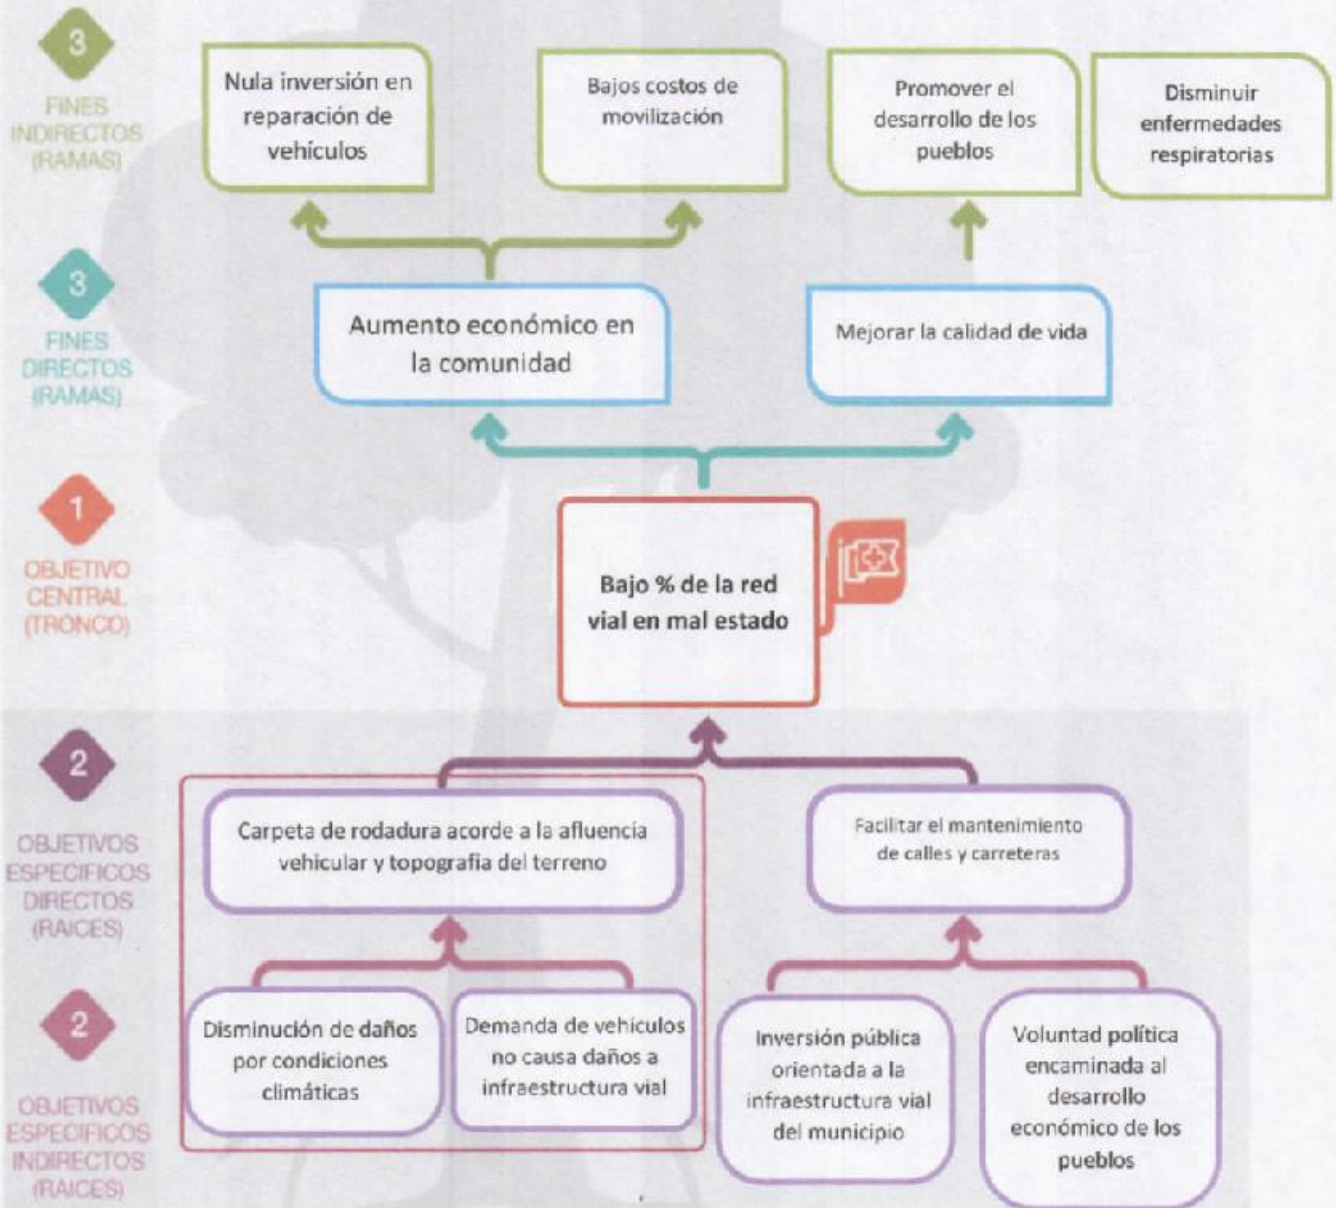 3
FINES
INDIRECTOS
(RAMAS)
Nula inversión en
reparación de
vehículos
Bajos costos de
movilización
Promover el
desarrollo de los
pueblos
Disminuir
enfermedades
respiratorias
3
FINES
DIRECTOS
(RAMAS)
Aumento económico en
la comunidad
Mejorar la calidad de vida
1
OBJETIVO
CENTRAL
(TRONCO)
Bajo % de la red
vial en mal estado
2
OBJETIVOS
ESPECIFICOS
DIRECTOS
(RAICES)
Carpeta de rodadura acorde a la afluencia
vehicular y topografia del terreno
Facilitar el mantenimiento
de calles y carreteras
2
OBJETIVOS
ESPECIFICOS
INDIRECTOS
(RAICES)
Disminución de daños
por condiciones
climáticas
Demanda de vehículos
no causa daños a
infraestructura vial
Inversión pública
orientada a la
infraestructura vial
del municipio
Voluntad política
encaminada al
desarrollo
económico de los
pueblos